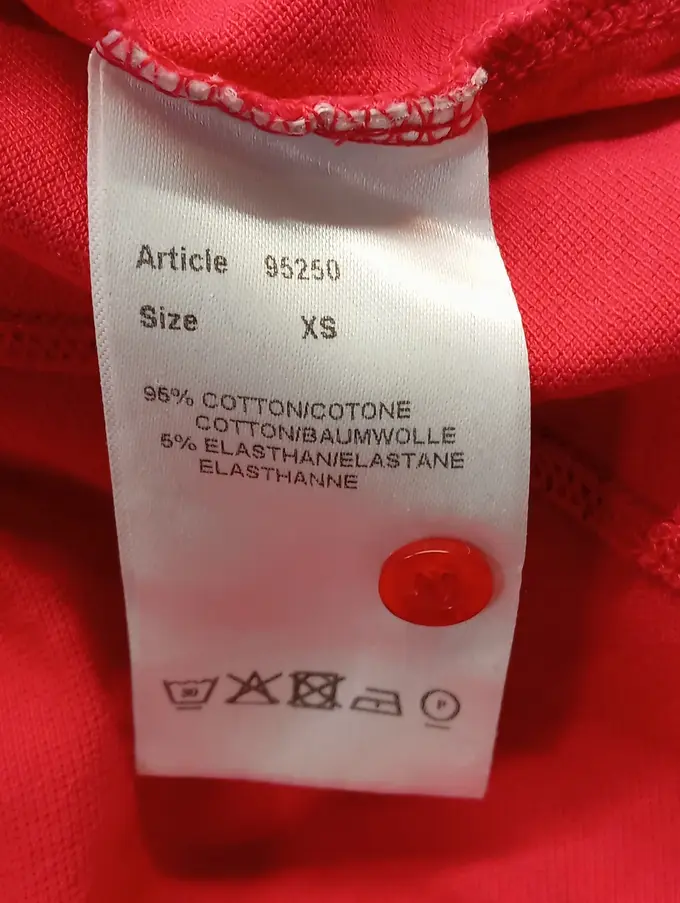 Article 95250
Size XS
95% COTTON/COTONE
COTTON/BAUMWOLLE
5% ELASTHAN/ELASTANE
ELASTHANNE
30
P